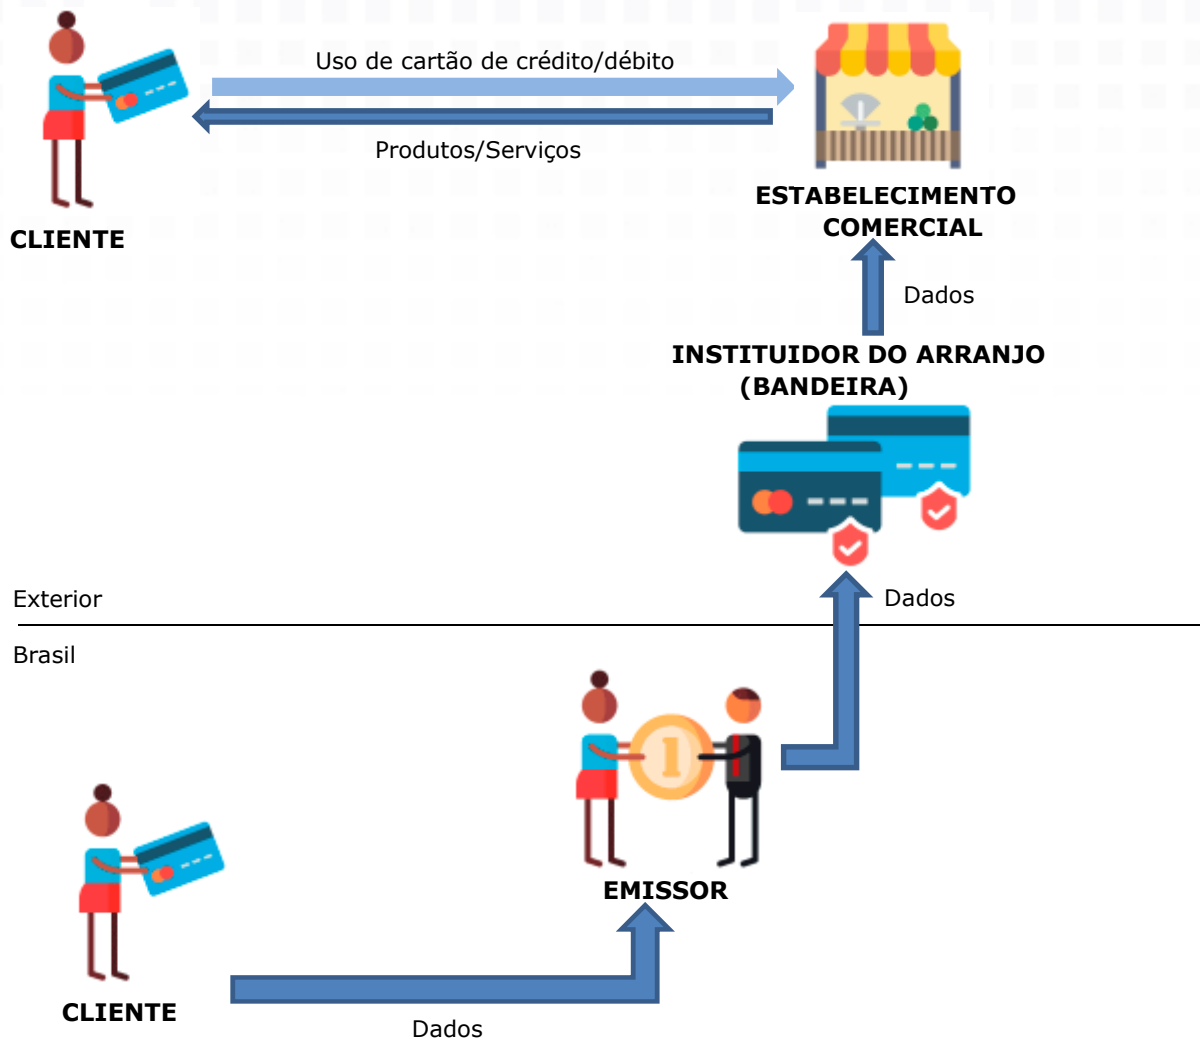 Uso de cartão de crédito/débito
Produtos/Serviços
CLIENTE
ESTABELECIMENTO
COMERCIAL
Dados
INSTITUIDOR DO ARRANJO
(BANDEIRA)
Exterior
Dados
Brasil
1
EMISSOR
CLIENTE
Dados